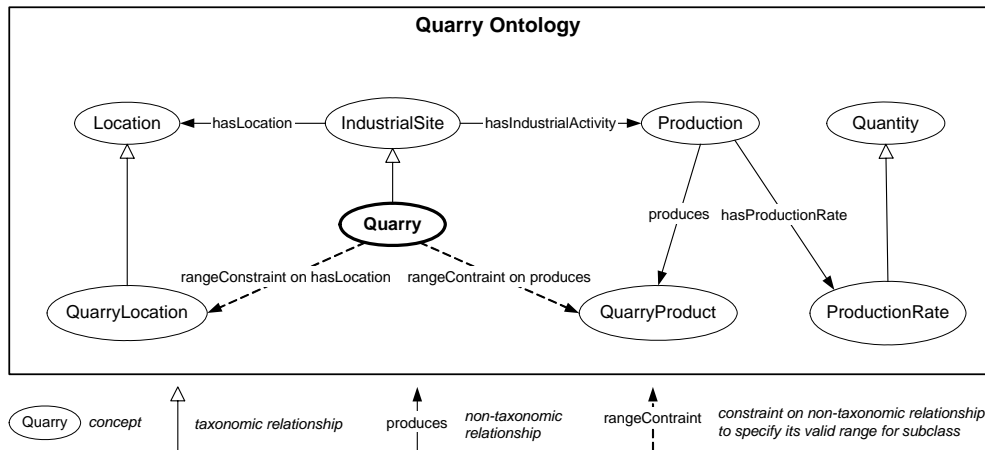 Quarry Ontology
Location
hasLocation
IndustrialSite
hasIndustrialActivity
Production
Quantity
Quarry
produces
hasProductionRate
rangeConstraint on hasLocation
rangeContraint on produces
QuarryLocation
QuarryProduct
ProductionRate
Quarry
concept
taxonomic relationship
produces
non-taxonomic
relationship
rangeContraint
constraint on non-taxonomic relationship
to specify its valid range for subclass